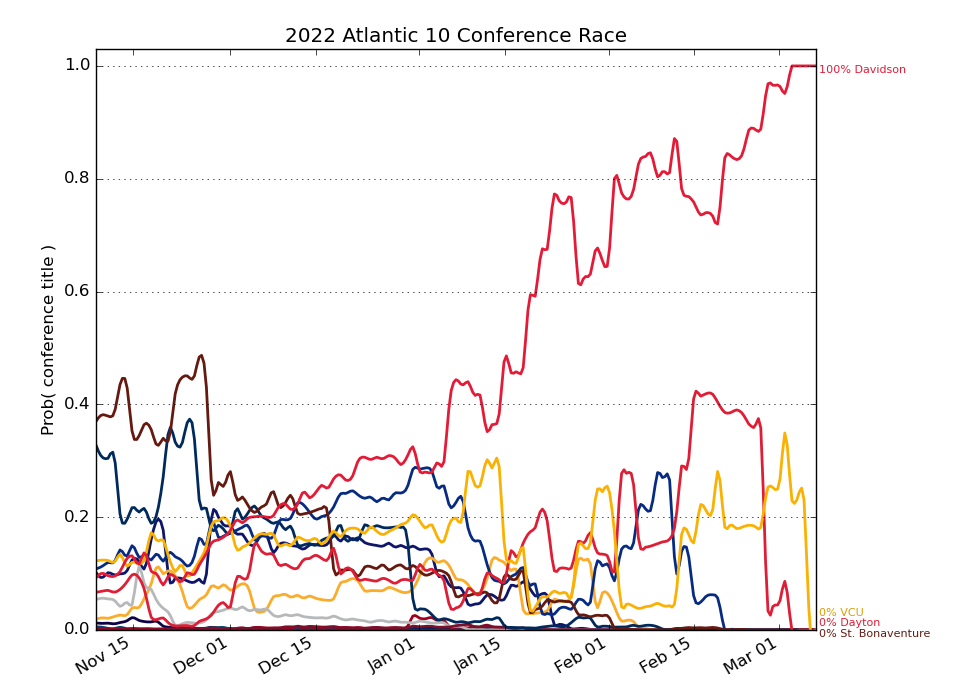 2022 Atlantic 10 Conference Race
Prob( conference title )
1.0
0.8
0.6
0.4
0.2
0.0
Nov 15
Dec 01
Dec 15
Jan 01
Jan 15
Feb 01
Feb 15
Mar 01
100% Davidson
0% VCU
0% Dayton
0% St. Bonaventure